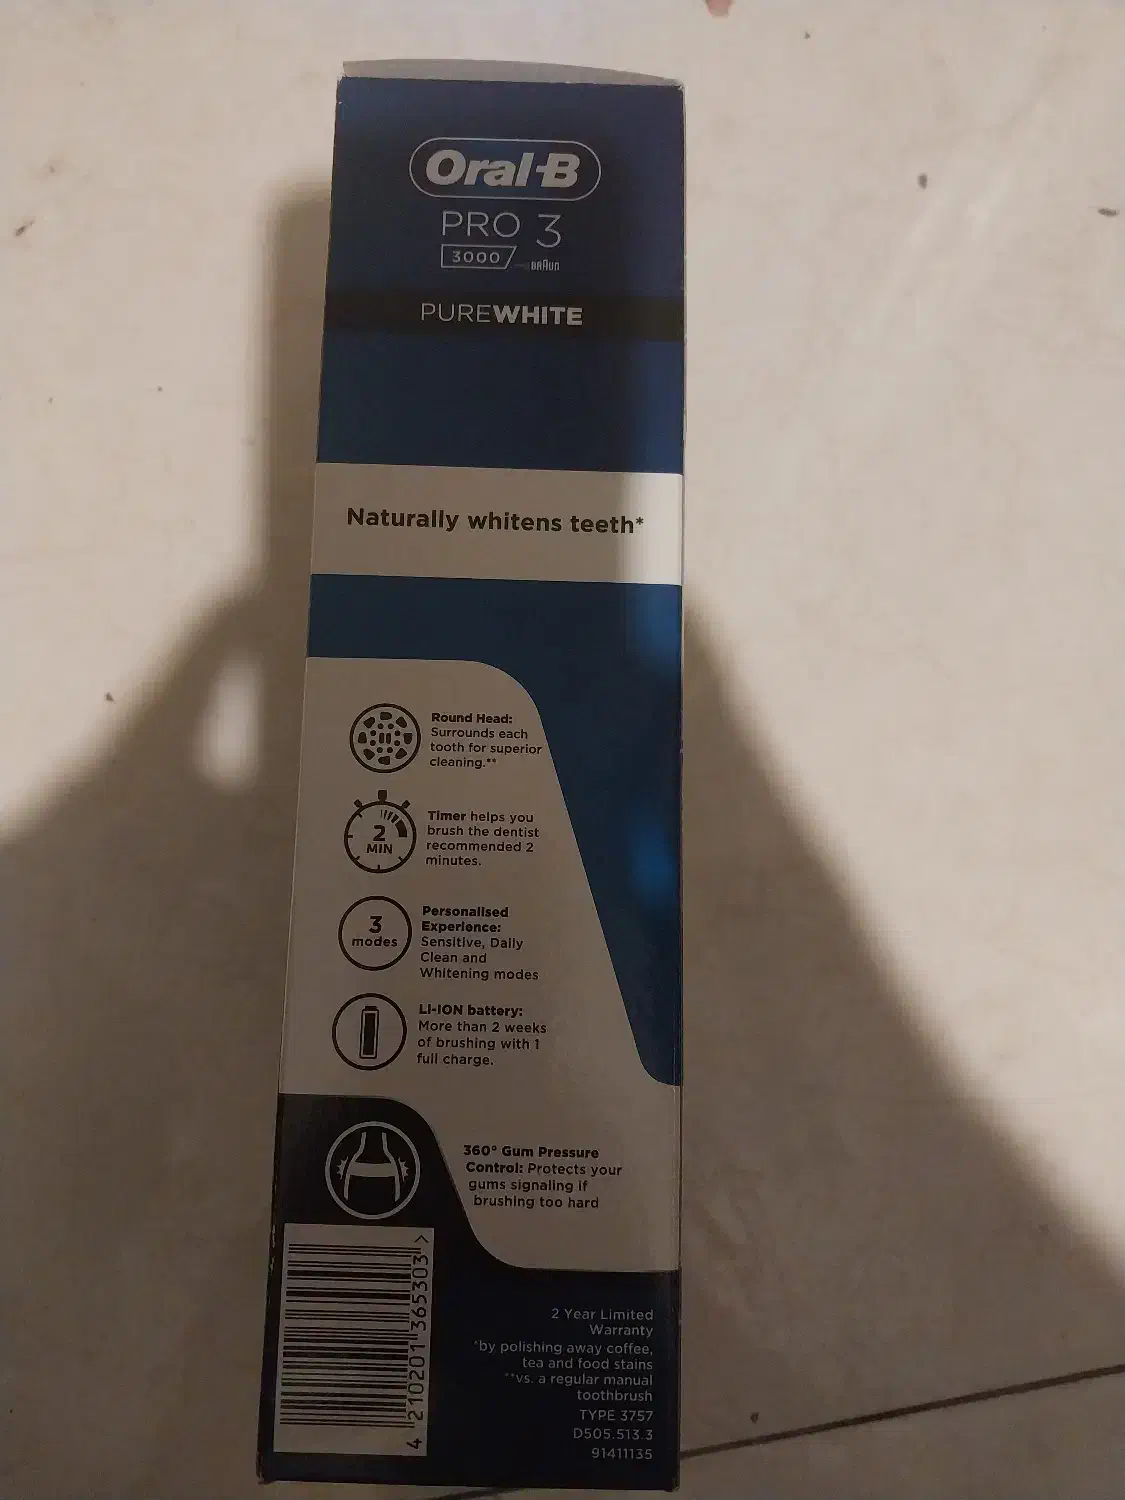 Oral-B
PRO 3
3000
BRAUN
PUREWHITE
Naturally whitens teeth*
Round Head:
Surrounds each
tooth for superior
cleaning.**
2
MIN
Timer helps you
brush the dentist
recommended 2
minutes.
3
modes
Personalised
Experience:
Sensitive, Daily
Clean and
Whitening modes
LI-ION battery:
More than 2 weeks
of brushing with 1
full charge.
360° Gum Pressure
Control: Protects your
gums signaling if
brushing too hard
4 210201 365303 >
2 Year Limited
Warranty
*by polishing away coffee,
tea and food stains
**vs. a regular manual
toothbrush
TYPE 3757
D505.513.3
91411135